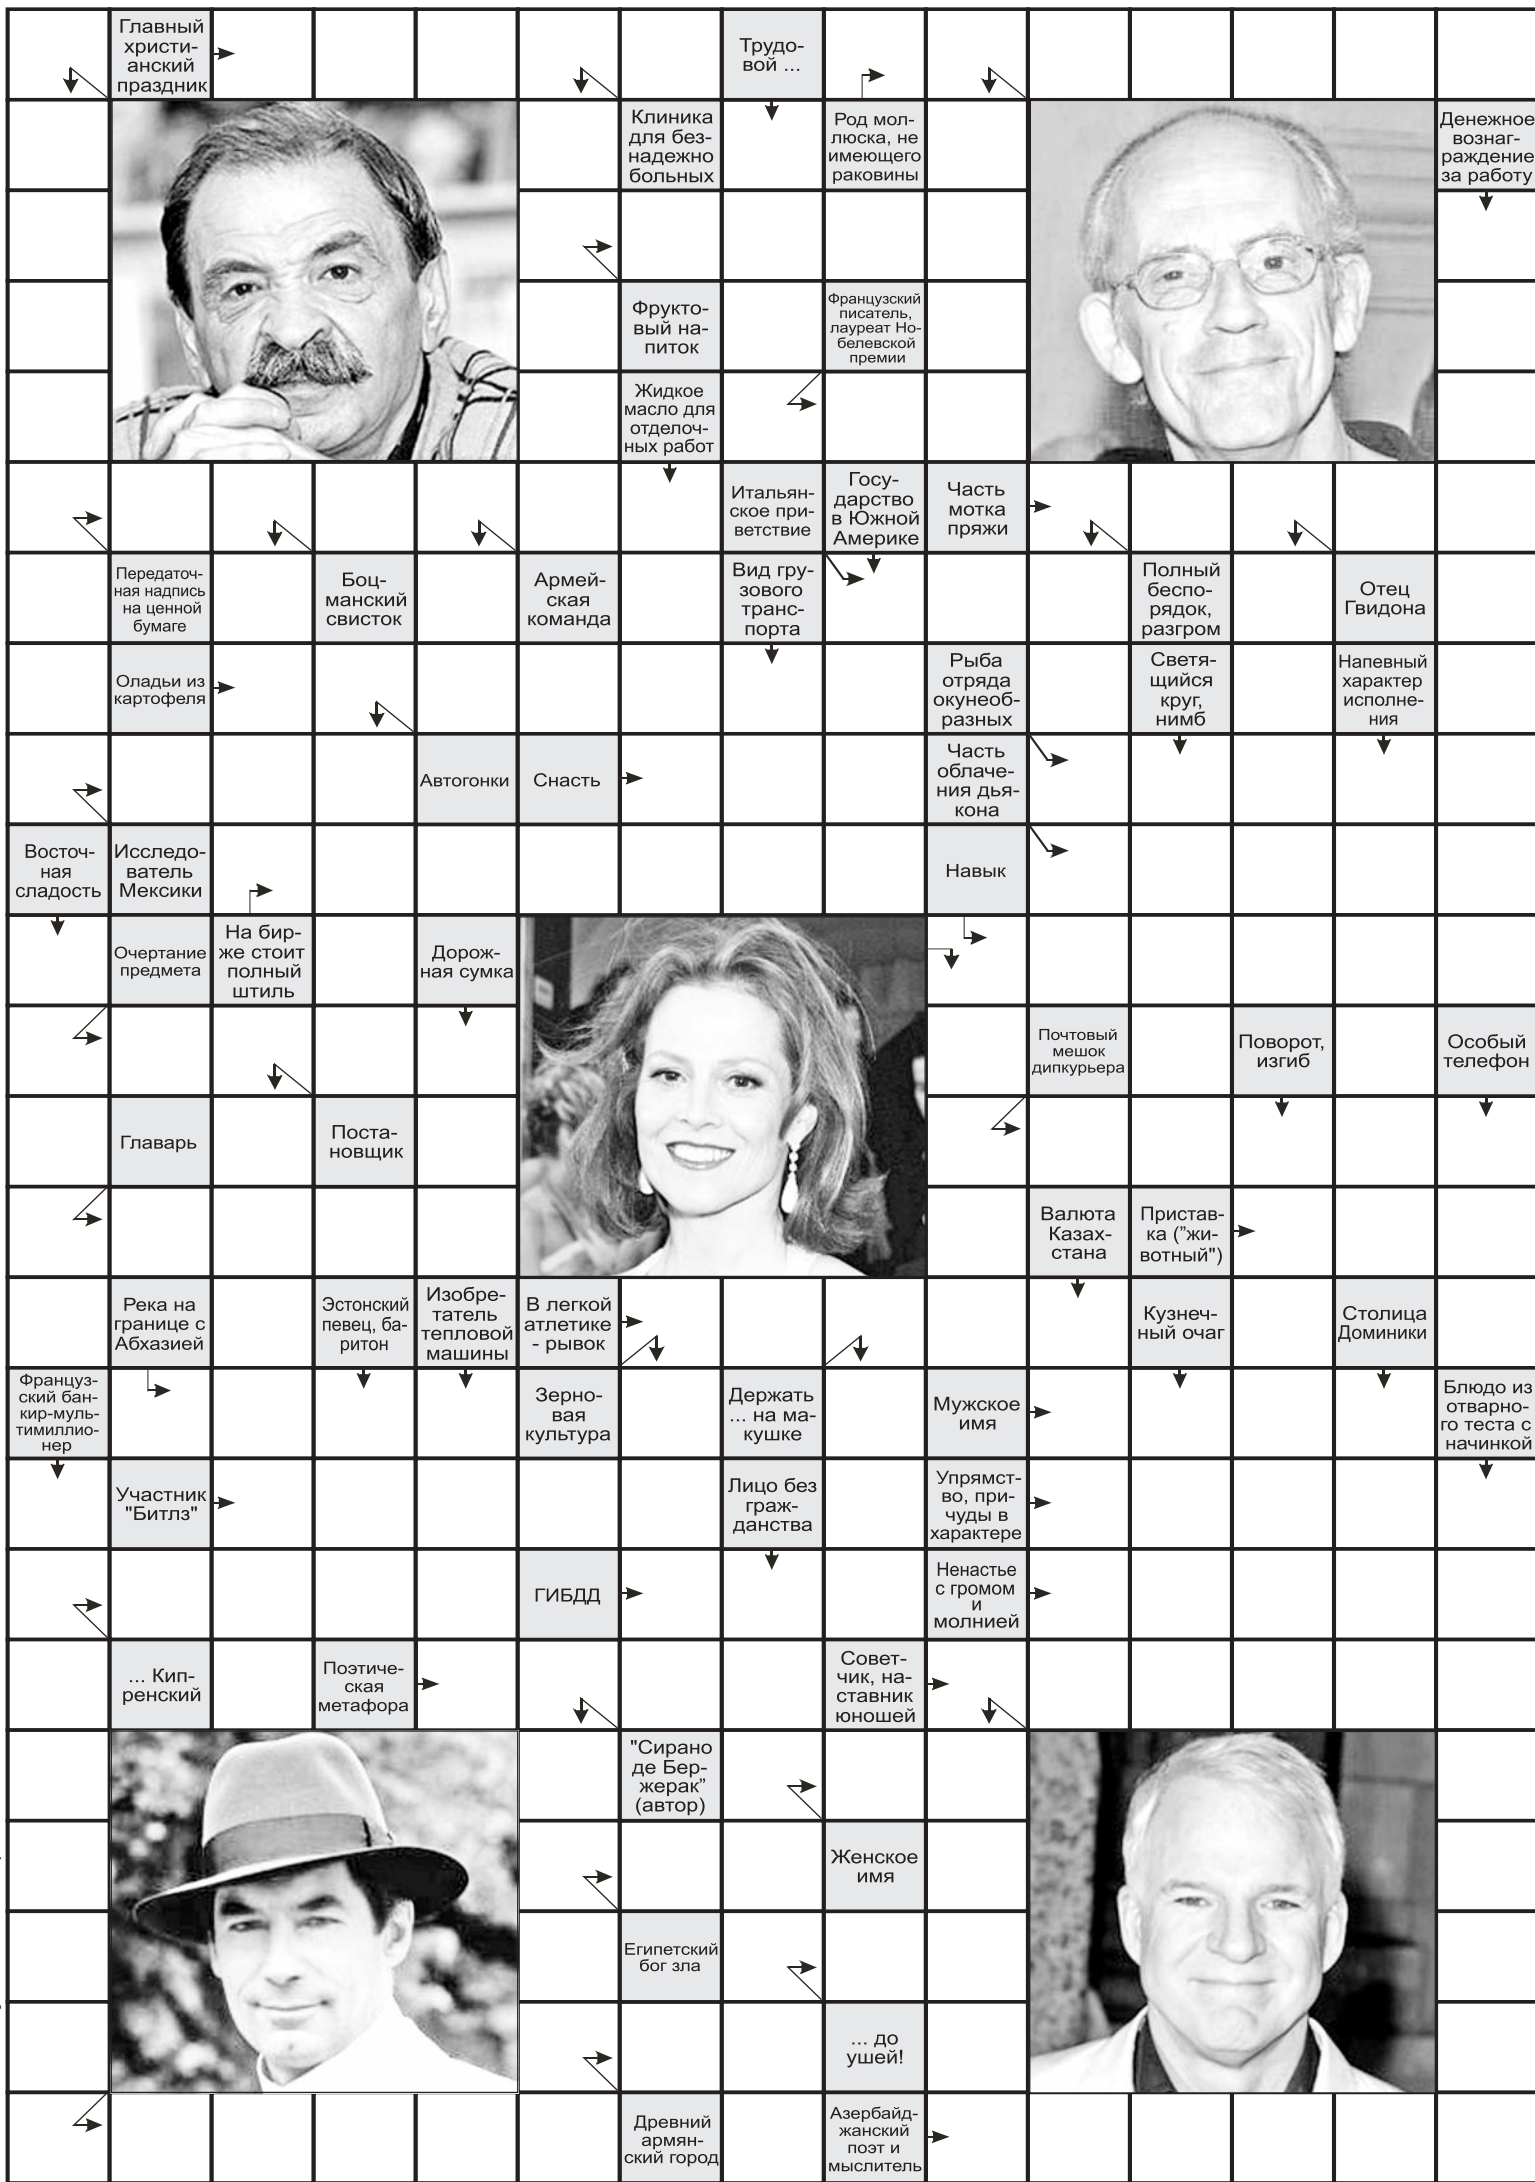 Главный
христи-
анский
праздник
Трудо-
вой ...
Клиника
для без-
надежно
больных
Род мол-
люска, не
имеющего
раковины
Денежное
вознаг-
раждение
за работу
Фрукто-
вый на-
питок
Французский
писатель,
лауреат Но-
белевской
премии
Жидкое
масло для
отделоч-
ных работ
Итальян-
ское при-
ветствие
Госу-
дарство
в Южной
Америке
Часть
мотка
пряжи
Передаточ-
ная надпись
на ценной
бумаге
Боц-
манский
свисток
Армей-
ская
команда
Вид гру-
зового
транс-
порта
Полный
беспо-
рядок,
разгром
Отец
Гвидона
Оладьи из
картофеля
Рыба
отряда
окунеоб-
разных
Светя-
щийся
круг,
нимб
Напевный
характер
исполне-
ния
Автогонки
Снасть
Часть
облаче-
ния дья-
кона
Восточ-
ная
сладость
Исследо-
ватель
Мексики
Навык
Очертание
предмета
На бир-
же стоит
полный
штиль
Дорож-
ная сумка
Почтовый
мешок
дипкурьера
Поворот,
изгиб
Особый
телефон
Главарь
Поста-
новщик
Валюта
Казах-
стана
Пристав-
ка ("жи-
вотный")
Река на
границе с
Абхазией
Эстонский
певец, ба-
ритон
Изобре-
татель
тепловой
машины
В легкой
атлетике
- рывок
Кузнеч-
ный очаг
Столица
Доминики
Француз-
ский бан-
кир-муль-
тимиллио-
нер
Зерно-
вая
культура
Держать
... на ма-
кушке
Мужское
имя
Блюдо из
отварно-
го теста с
начинкой
Участник
"Битлз"
Лицо без
граж-
данства
Упрямст-
во, при-
чуды в
характере
ГИБДД
Ненастье
с громом
и
молнией
... Кип-
ренский
Поэтиче-
ская
метафора
Совет-
чик, на-
ставник
юношей
"Сирано
де Бер-
жерак"
(автор)
Женское
имя
Египетский
бог зла
... до
ушей!
Древний
армян-
ский город
Азербайд-
жанский
поэт и
мыслитель